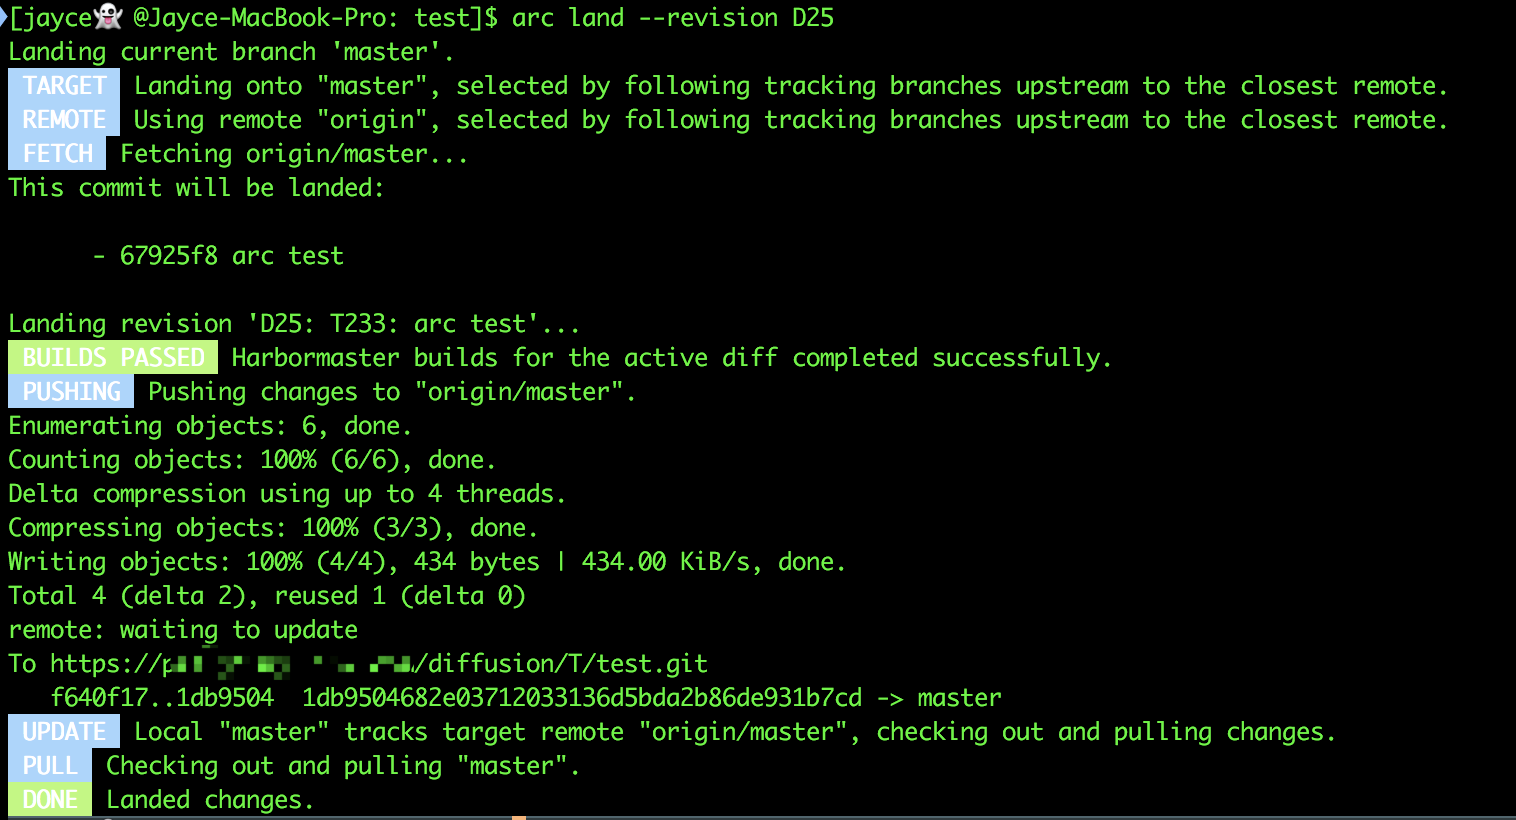 [jayce👻 @Jayce-MacBook-Pro: test]$ arc land --revision D25
Landing current branch 'master'.
TARGET Landing onto "master", selected by following tracking branches upstream to the closest remote.
REMOTE Using remote "origin", selected by following tracking branches upstream to the closest remote.
FETCH Fetching origin/master...
This commit will be landed:
- 67925f8 arc test
Landing revision 'D25: T233: arc test'...
BUILDS PASSED Harbormaster builds for the active diff completed successfully.
PUSHING Pushing changes to "origin/master".
Enumerating objects: 6, done.
Counting objects: 100% (6/6), done.
Delta compression using up to 4 threads.
Compressing objects: 100% (3/3), done.
Writing objects: 100% (4/4), 434 bytes | 434.00 KiB/s, done.
Total 4 (delta 2), reused 1 (delta 0)
remote: waiting to update
To https:// /diffusion/T/test.git
f640f17..1db9504 1db9504682e03712033136d5bda2b86de931b7cd -> master
UPDATE Local "master" tracks target remote "origin/master", checking out and pulling changes.
PULL Checking out and pulling "master".
DONE Landed changes.